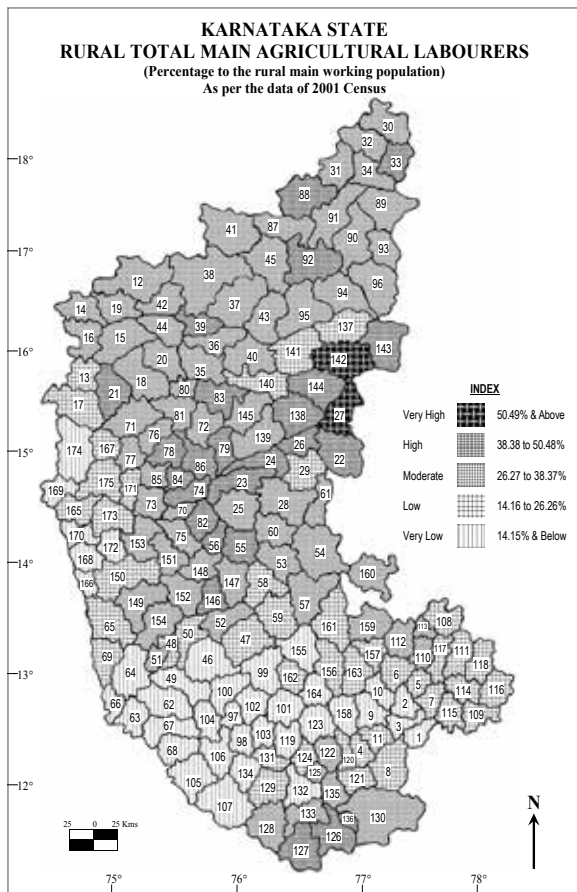 KARNATAKA STATE
RURAL TOTAL MAIN AGRICULTURAL LABOURERS
(Percentage to the rural main working population)
As per the data of 2001 Census
30
32
18°
31 34 33
88
91 89
41 87
90
17° 93
45 92
38
12 96
94
37
14 19 42 43 95
137
16 15 44 39
36 143
16° 40 141 142
20
13 35
18 140 144
17 21 80 83
INDEX
81 145 138 27
Very High 50.49% & Above
71 72
76 139 26
High 38.38 to 50.48%
15° 174 167 78 79
77 86 24 29 22
Moderate 26.27 to 38.37%
169 175 171 85 84 74 23 61
Low 14.16 to 26.26%
165 173 73 70 25 28
82
Very Low 14.15% & Below
170 172 153 75 60
14° 168 151 56 55 54
148 53
166 150 147 58 160
149 152 146 57
65 154 52 59 161 159 113 108
50 47
48 155 157 112 117 111
69 51 46 110 118
13° 64 49 99 156 163 6
162 5 114 116
66 62 100 164 10 2 7
63 104 97 102 101 158 9 115 109
67 123 3
68 98 103 119 11 1
106 124 122 4
131 120
12° 134 125 121 8
105 129 132 135
107 133 130
128 136
126
127
25 0 25 Kms
N
75° 76° 77° 78°